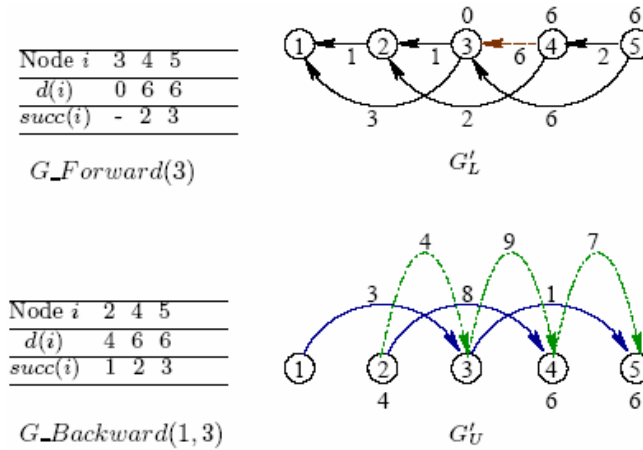 Node i 3 4 5
d(i) 0 6 6
succ(i) - 2 3
G_Forward(3)
0 6 6
1 2 3 4 5
1 1 6 2
3 2 6
G'_L
Node i 2 4 5
d(i) 4 6 6
succ(i) 1 2 3
G_Backward(1, 3)
4 9 7
3 8 1
1 2 3 4 5
4 6 6
G'_U